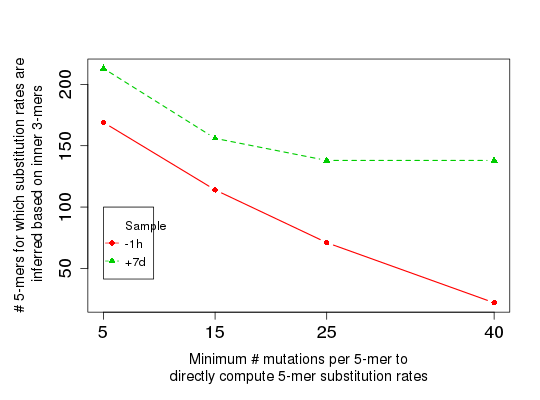 # 5-mers for which substitution rates are
inferred based on inner 3-mers
200
150
100
50
Sample
-1h
+7d
5
15
25
40
Minimum # mutations per 5-mer to
directly compute 5-mer substitution rates